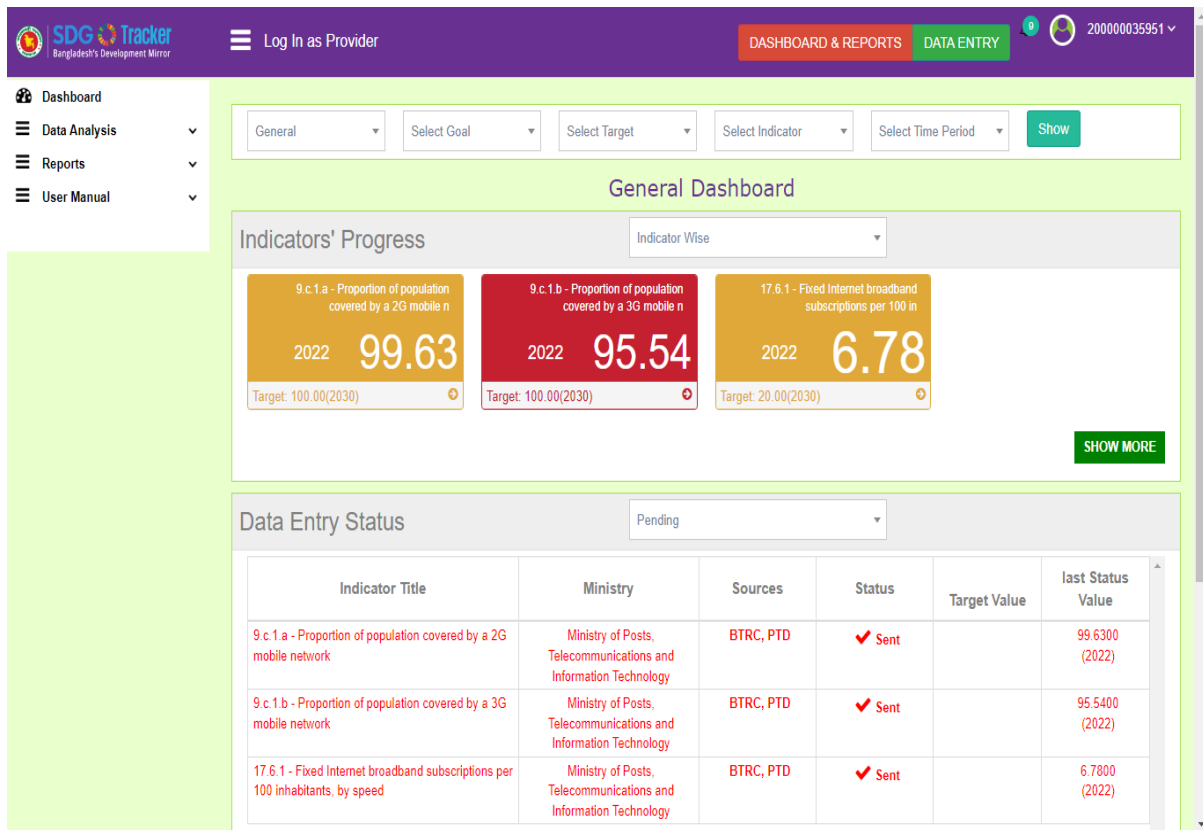 SDG Tracker
Bangladesh's Development Mirror
Log In as Provider
DASHBOARD & REPORTS
DATA ENTRY
9
200000035951
Dashboard
Data Analysis
Reports
User Manual
General
Select Goal
Select Target
Select Indicator
Select Time Period
Show
General Dashboard
Indicators' Progress
Indicator Wise
9.c.1.a - Proportion of population
covered by a 2G mobile n
2022 99.63
Target: 100.00(2030)
9.c.1.b - Proportion of population
covered by a 3G mobile n
2022 95.54
Target: 100.00(2030)
17.6.1 - Fixed Internet broadband
subscriptions per 100 in
2022 6.78
Target: 20.00(2030)
SHOW MORE
Data Entry Status
Pending
Indicator Title
Ministry
Sources
Status
Target Value
last Status
Value
9.c.1.a - Proportion of population covered by a 2G
mobile network
Ministry of Posts,
Telecommunications and
Information Technology
BTRC, PTD
Sent
99.6300
(2022)
9.c.1.b - Proportion of population covered by a 3G
mobile network
Ministry of Posts,
Telecommunications and
Information Technology
BTRC, PTD
Sent
95.5400
(2022)
17.6.1 - Fixed Internet broadband subscriptions per
100 inhabitants, by speed
Ministry of Posts,
Telecommunications and
Information Technology
BTRC, PTD
Sent
6.7800
(2022)